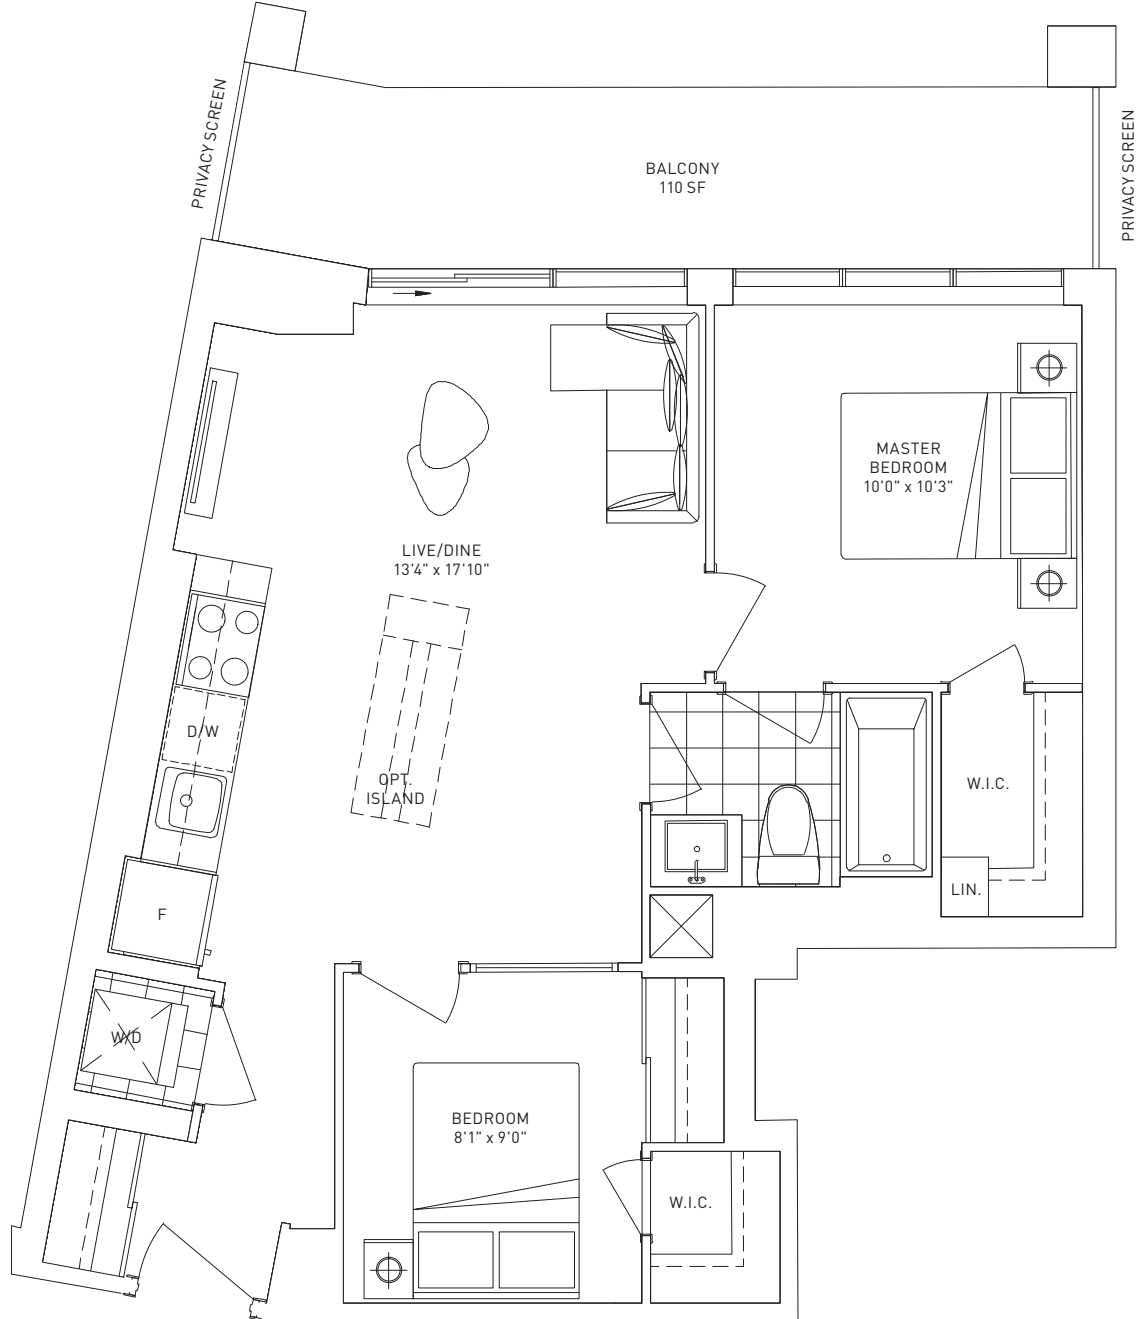 PRIVACY SCREEN
PRIVACY SCREEN
BALCONY
110 SF
MASTER
BEDROOM
10'0" x 10'3"
LIVE/DINE
13'4" x 17'10"
D/W
OPT.
ISLAND
W.I.C.
LIN.
F
W/D
BEDROOM
8'1" x 9'0"
W.I.C.